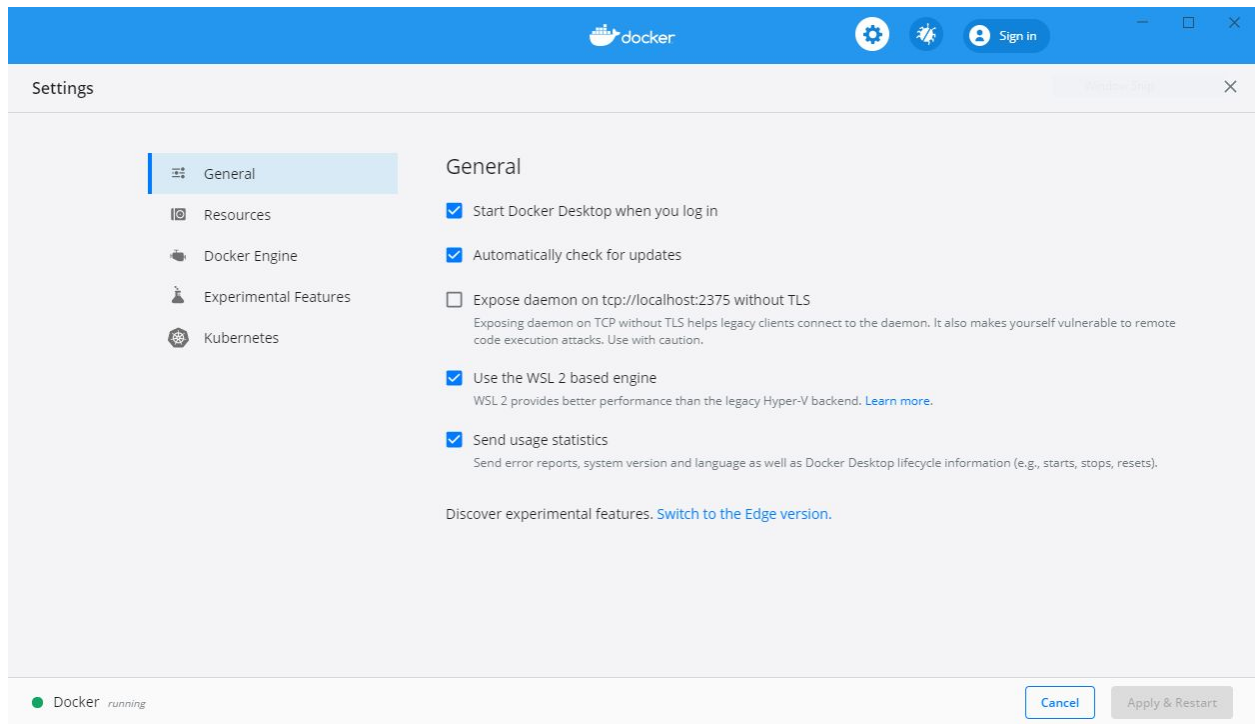 docker
Sign in
Settings
General
Resources
Docker Engine
Experimental Features
Kubernetes
General
Start Docker Desktop when you log in
Automatically check for updates
Expose daemon on tcp://localhost:2375 without TLS
Exposing daemon on TCP without TLS helps legacy clients connect to the daemon. It also makes yourself vulnerable to remote
code execution attacks. Use with caution.
Use the WSL 2 based engine
WSL 2 provides better performance than the legacy Hyper-V backend. Learn more.
Send usage statistics
Send error reports, system version and language as well as Docker Desktop lifecycle information (e.g., starts, stops, resets).
Discover experimental features. Switch to the Edge version.
Docker running
Cancel
Apply & Restart